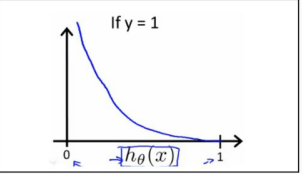 If y = 1
0 hθ(x) 1